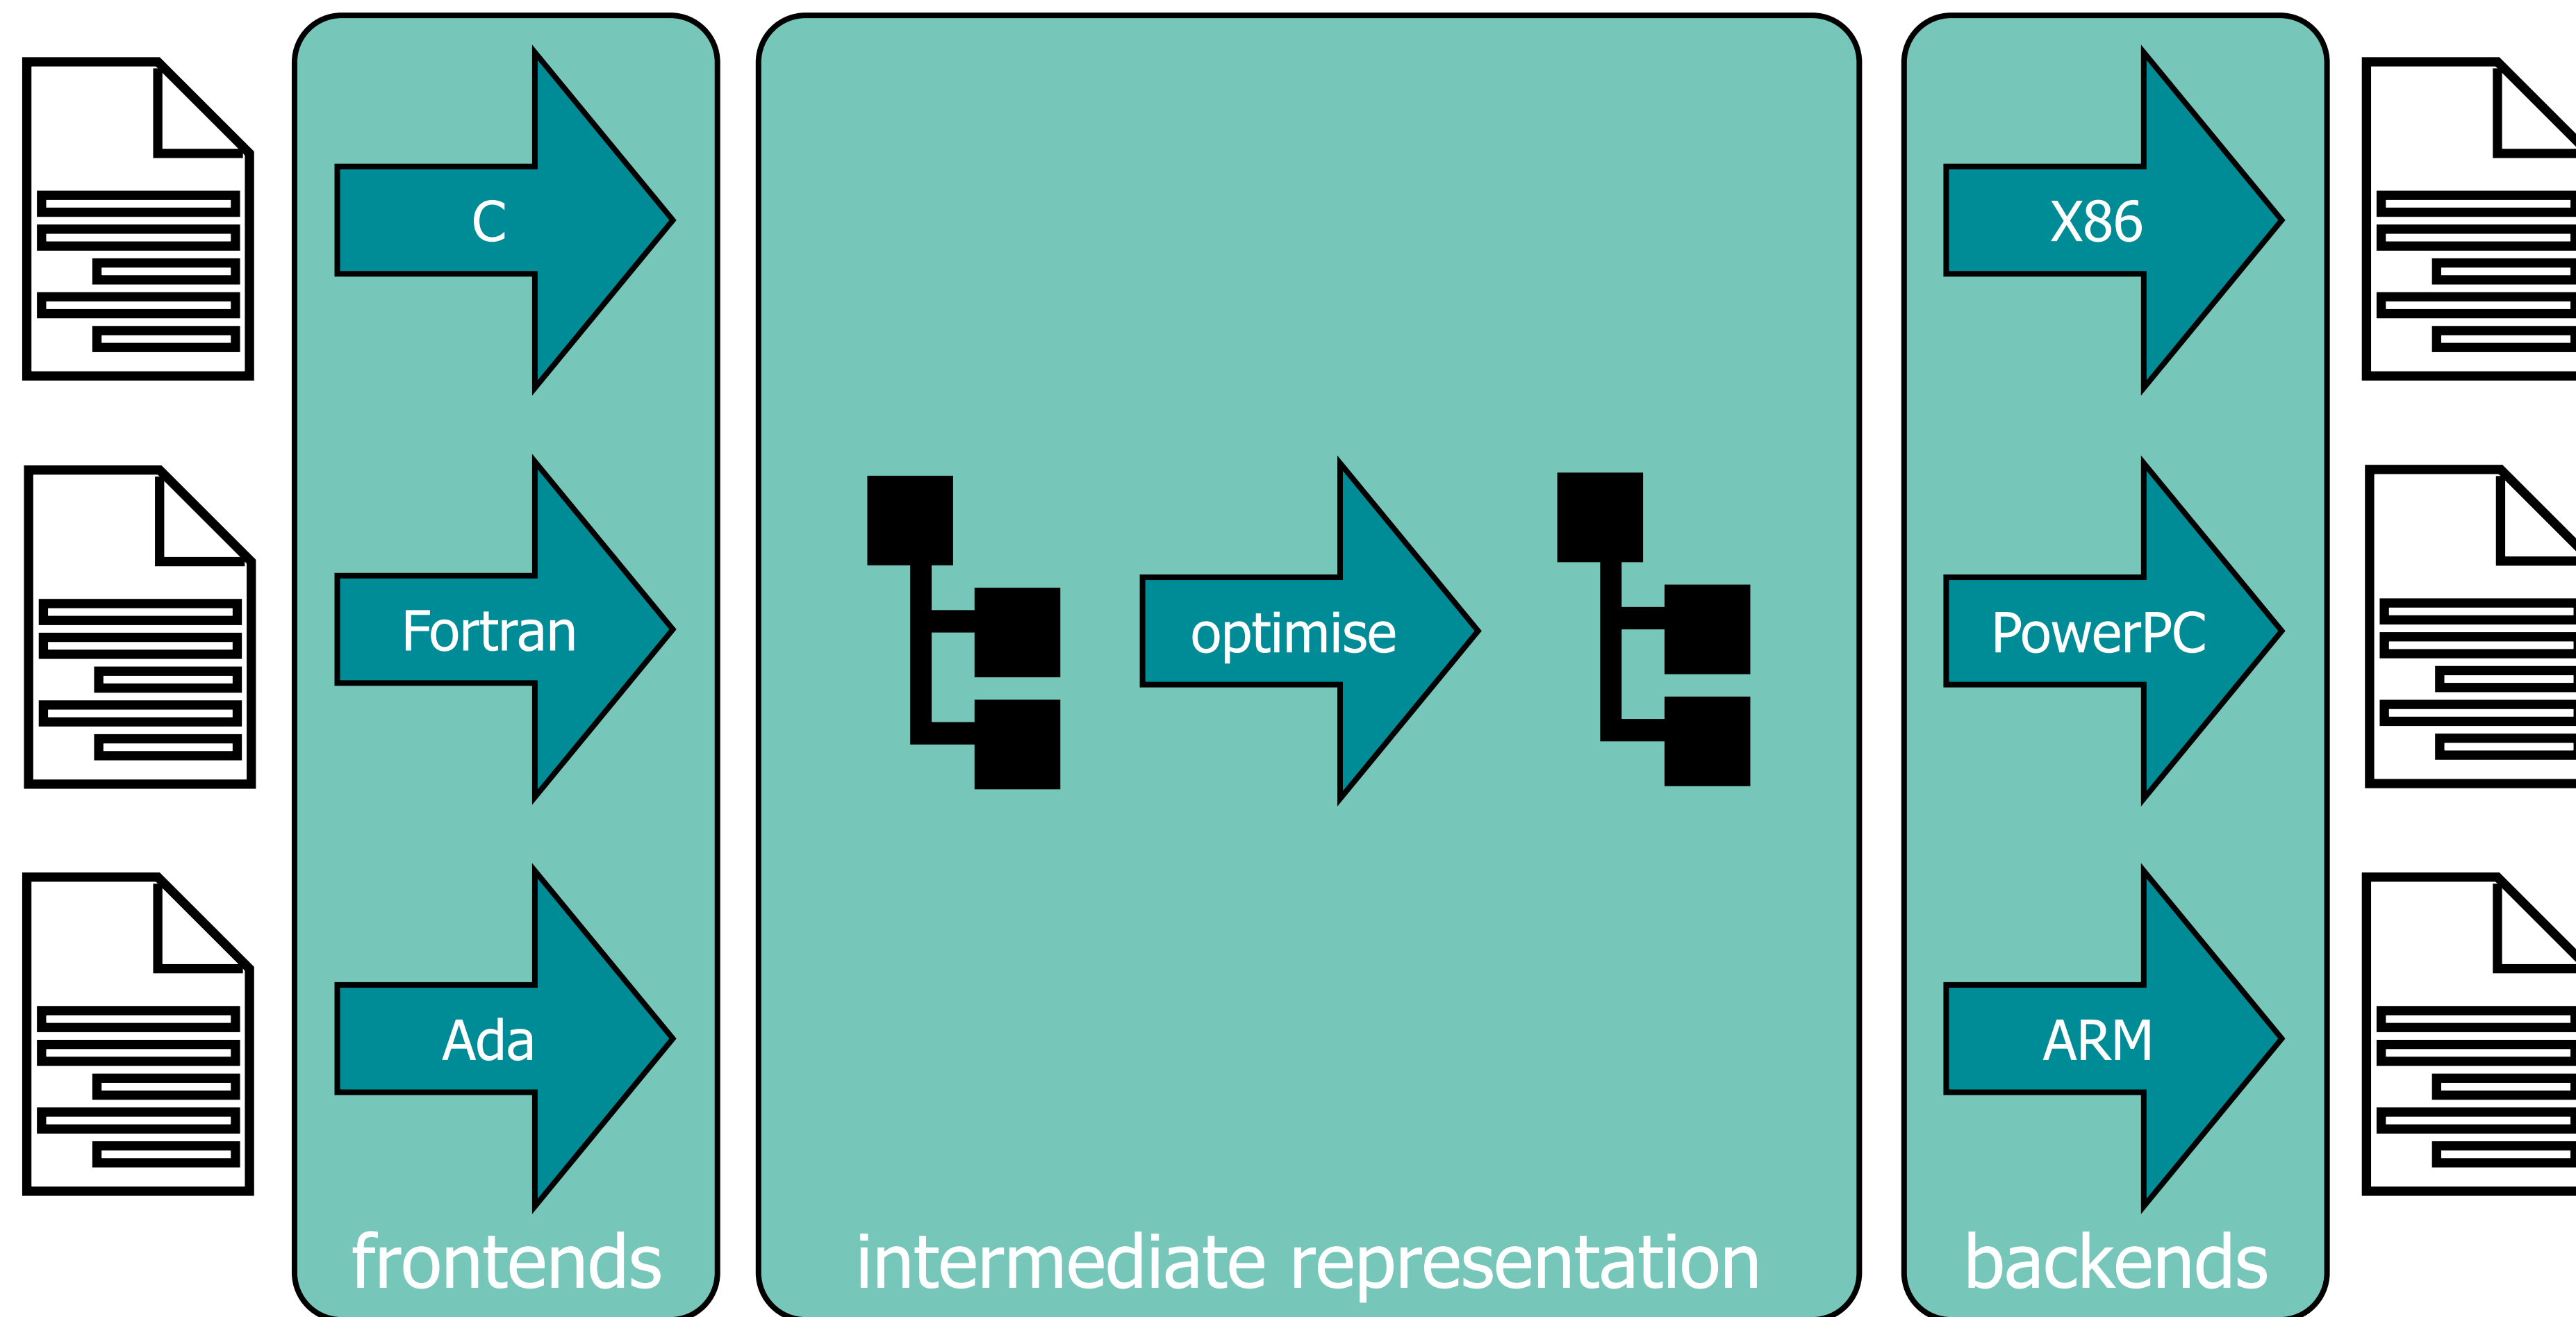 C
X86
Fortran
optimise
PowerPC
Ada
ARM
frontends
intermediate representation
backends